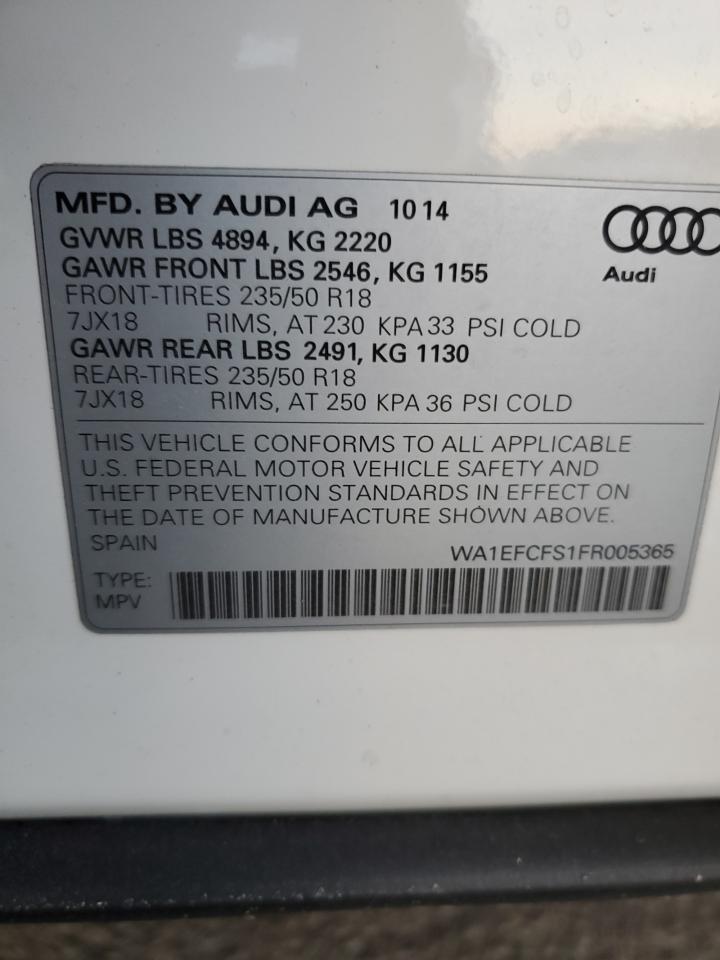 MFD. BY AUDI AG 10 14
GVWR LBS 4894, KG 2220
GAWR FRONT LBS 2546, KG 1155
FRONT-TIRES 235/50 R18
7JX18 RIMS, AT 230 KPA 33 PSI COLD
GAWR REAR LBS 2491, KG 1130
REAR-TIRES 235/50 R18
7JX18 RIMS, AT 250 KPA 36 PSI COLD
Audi
THIS VEHICLE CONFORMS TO ALL APPLICABLE
U.S. FEDERAL MOTOR VEHICLE SAFETY AND
THEFT PREVENTION STANDARDS IN EFFECT ON
THE DATE OF MANUFACTURE SHOWN ABOVE.
SPAIN WA1EFCFS1FR005365
TYPE:
MPV